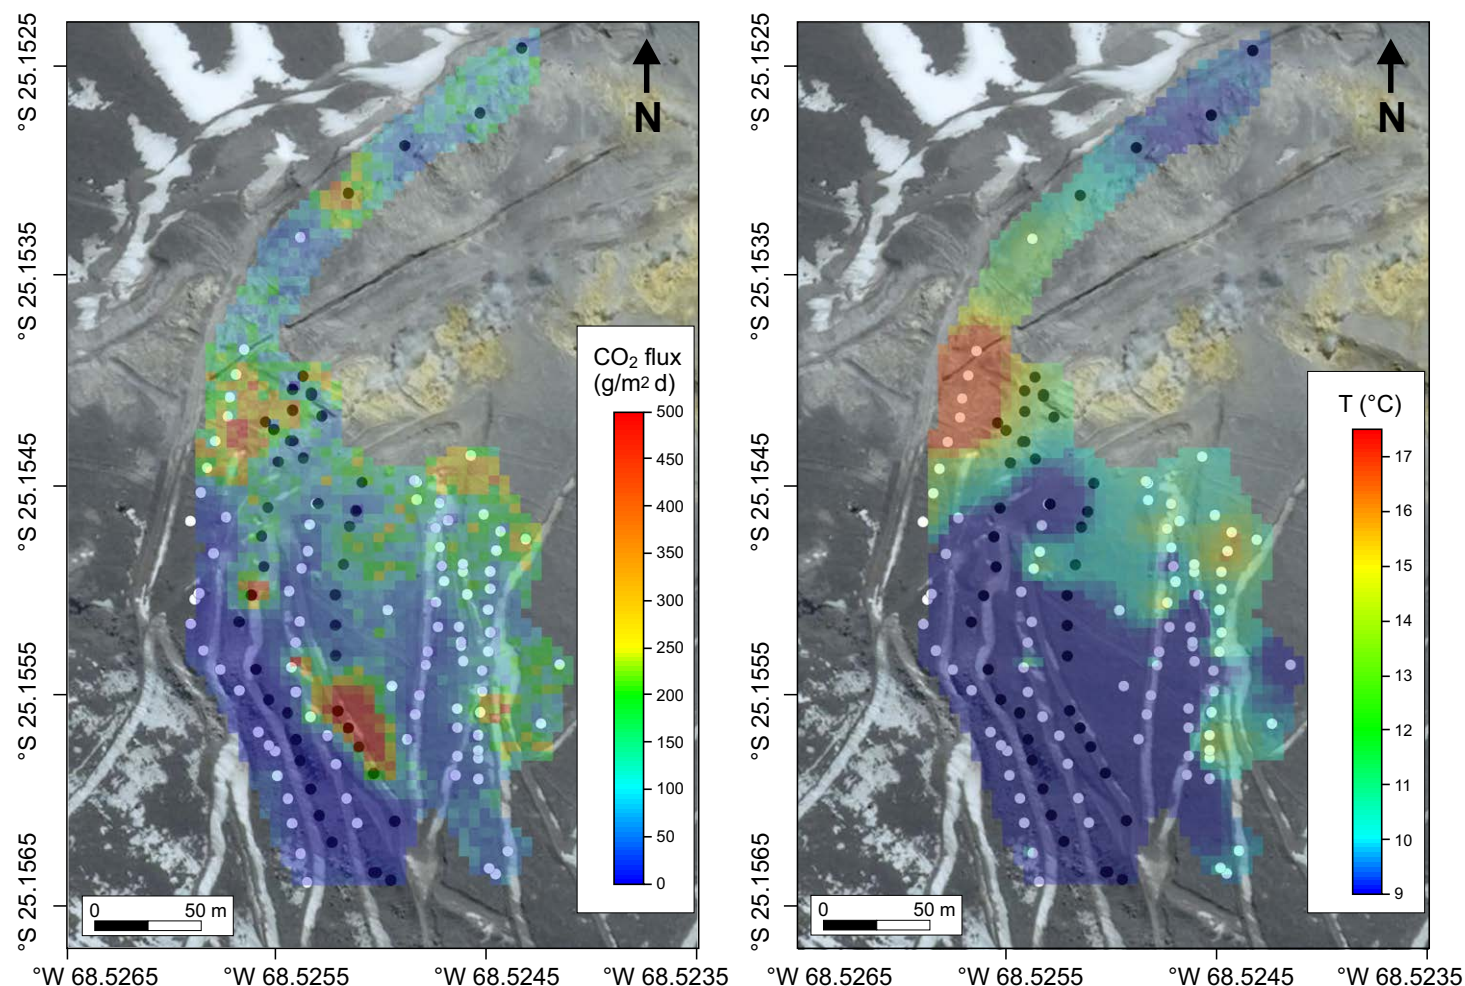 °S 25.1525
°S 25.1535
°S 25.1545
°S 25.1555
°S 25.1565
N
CO2 flux
(g/m2 d)
500
450
400
350
300
250
200
150
100
50
0
0 50 m
°W 68.5265
°W 68.5255
°W 68.5245
°W 68.5235
°S 25.1525
°S 25.1535
°S 25.1545
°S 25.1555
°S 25.1565
N
T (°C)
17
16
15
14
13
12
11
10
9
0 50 m
°W 68.5265
°W 68.5255
°W 68.5245
°W 68.5235